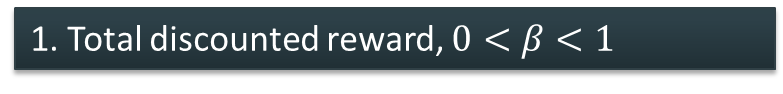 1. Total discounted reward, 0 < β < 1